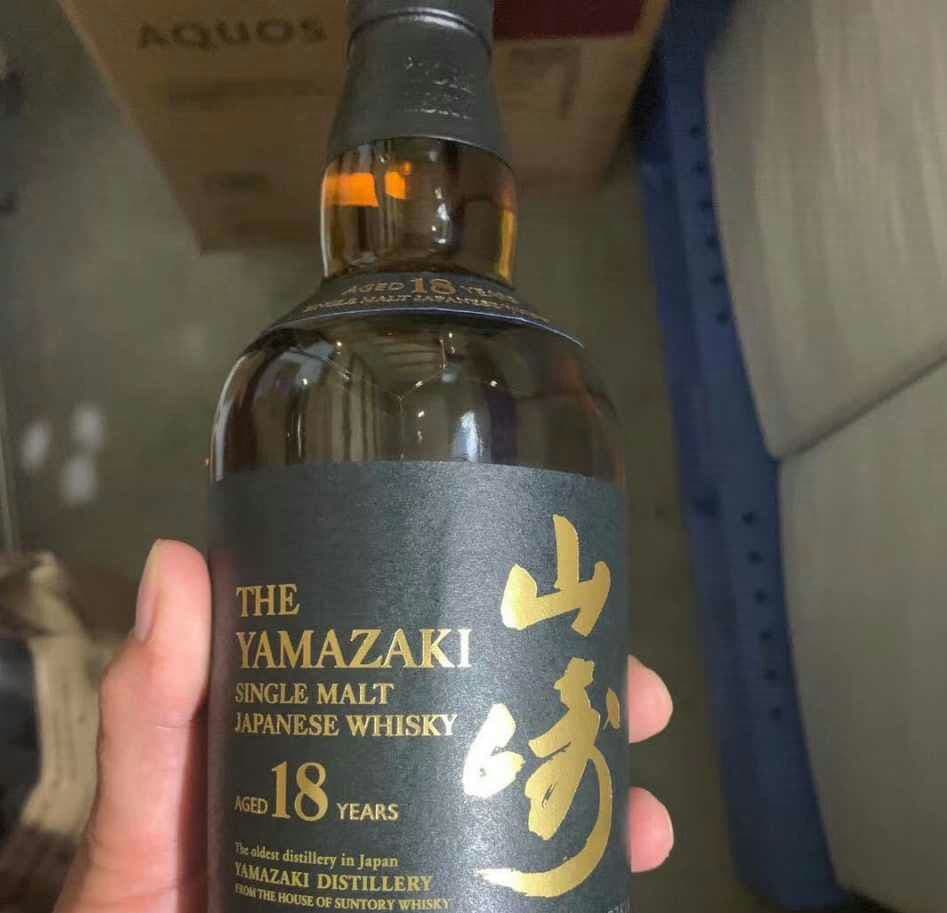 AQUOS
AGED 18 YEARS
SINGLE MALT JAPANESE WHISKY
山崎
THE
YAMAZAKI
SINGLE MALT
JAPANESE WHISKY
AGED 18 YEARS
The oldest distillery in Japan
YAMAZAKI DISTILLERY
FROM THE HOUSE OF SUNTORY WHISKY